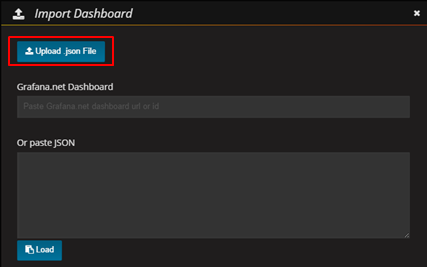 Import Dashboard
Upload .json File
Grafana.net Dashboard
Paste Grafana.net dashboard url or id
Or paste JSON
Load